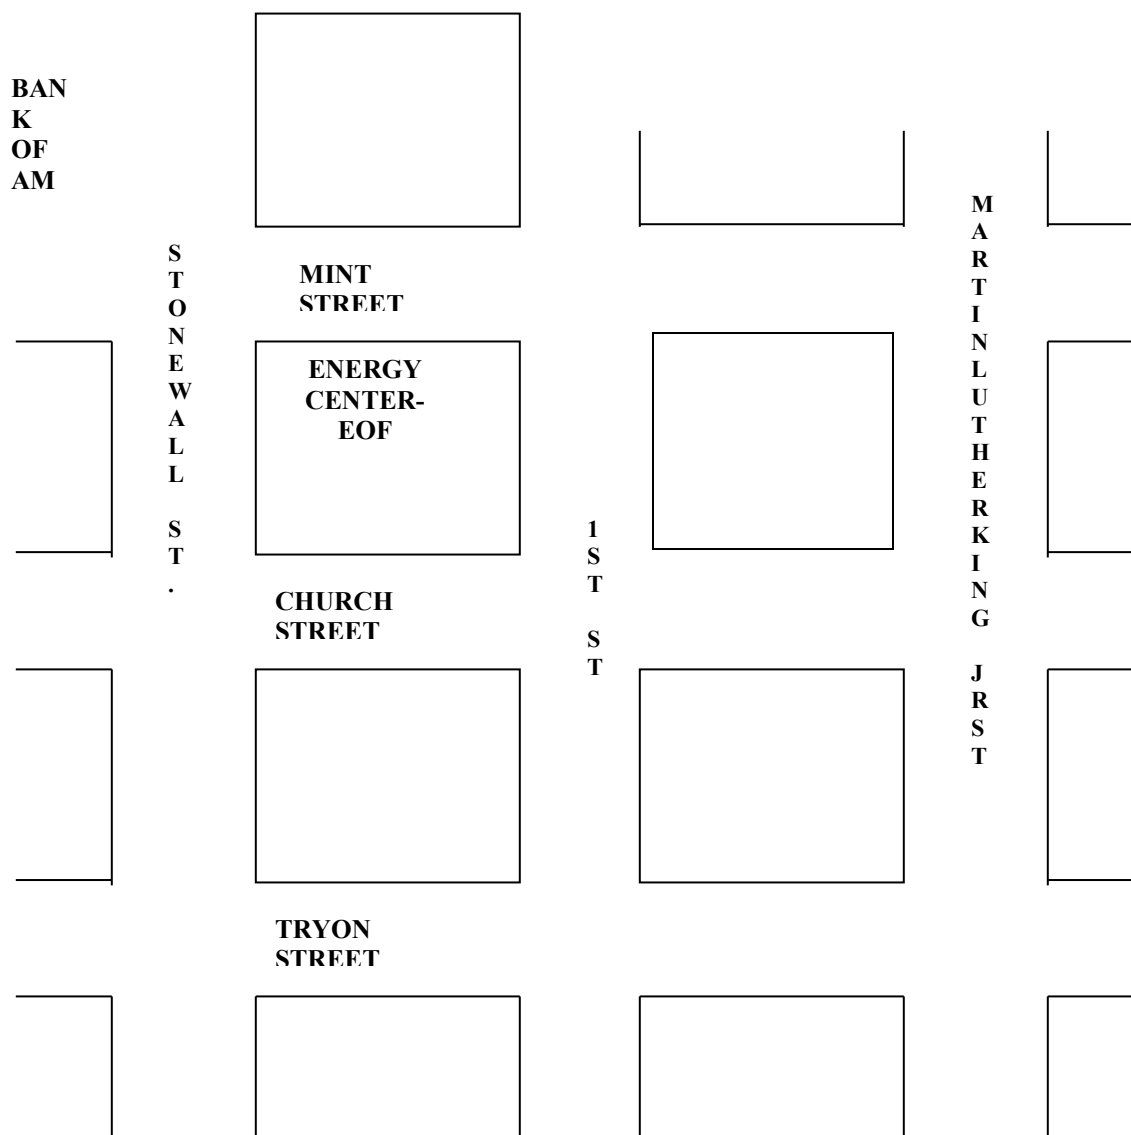 BAN
K
OF
AM
S
T
O
N
E
W
A
L
L
S
T
.
MINT
STREET
ENERGY
CENTER-
EOF
CHURCH
STREET
TRYON
STREET
1
S
T
S
T
M
A
R
T
I
N
L
U
T
H
E
R
K
I
N
G
J
R
S
T